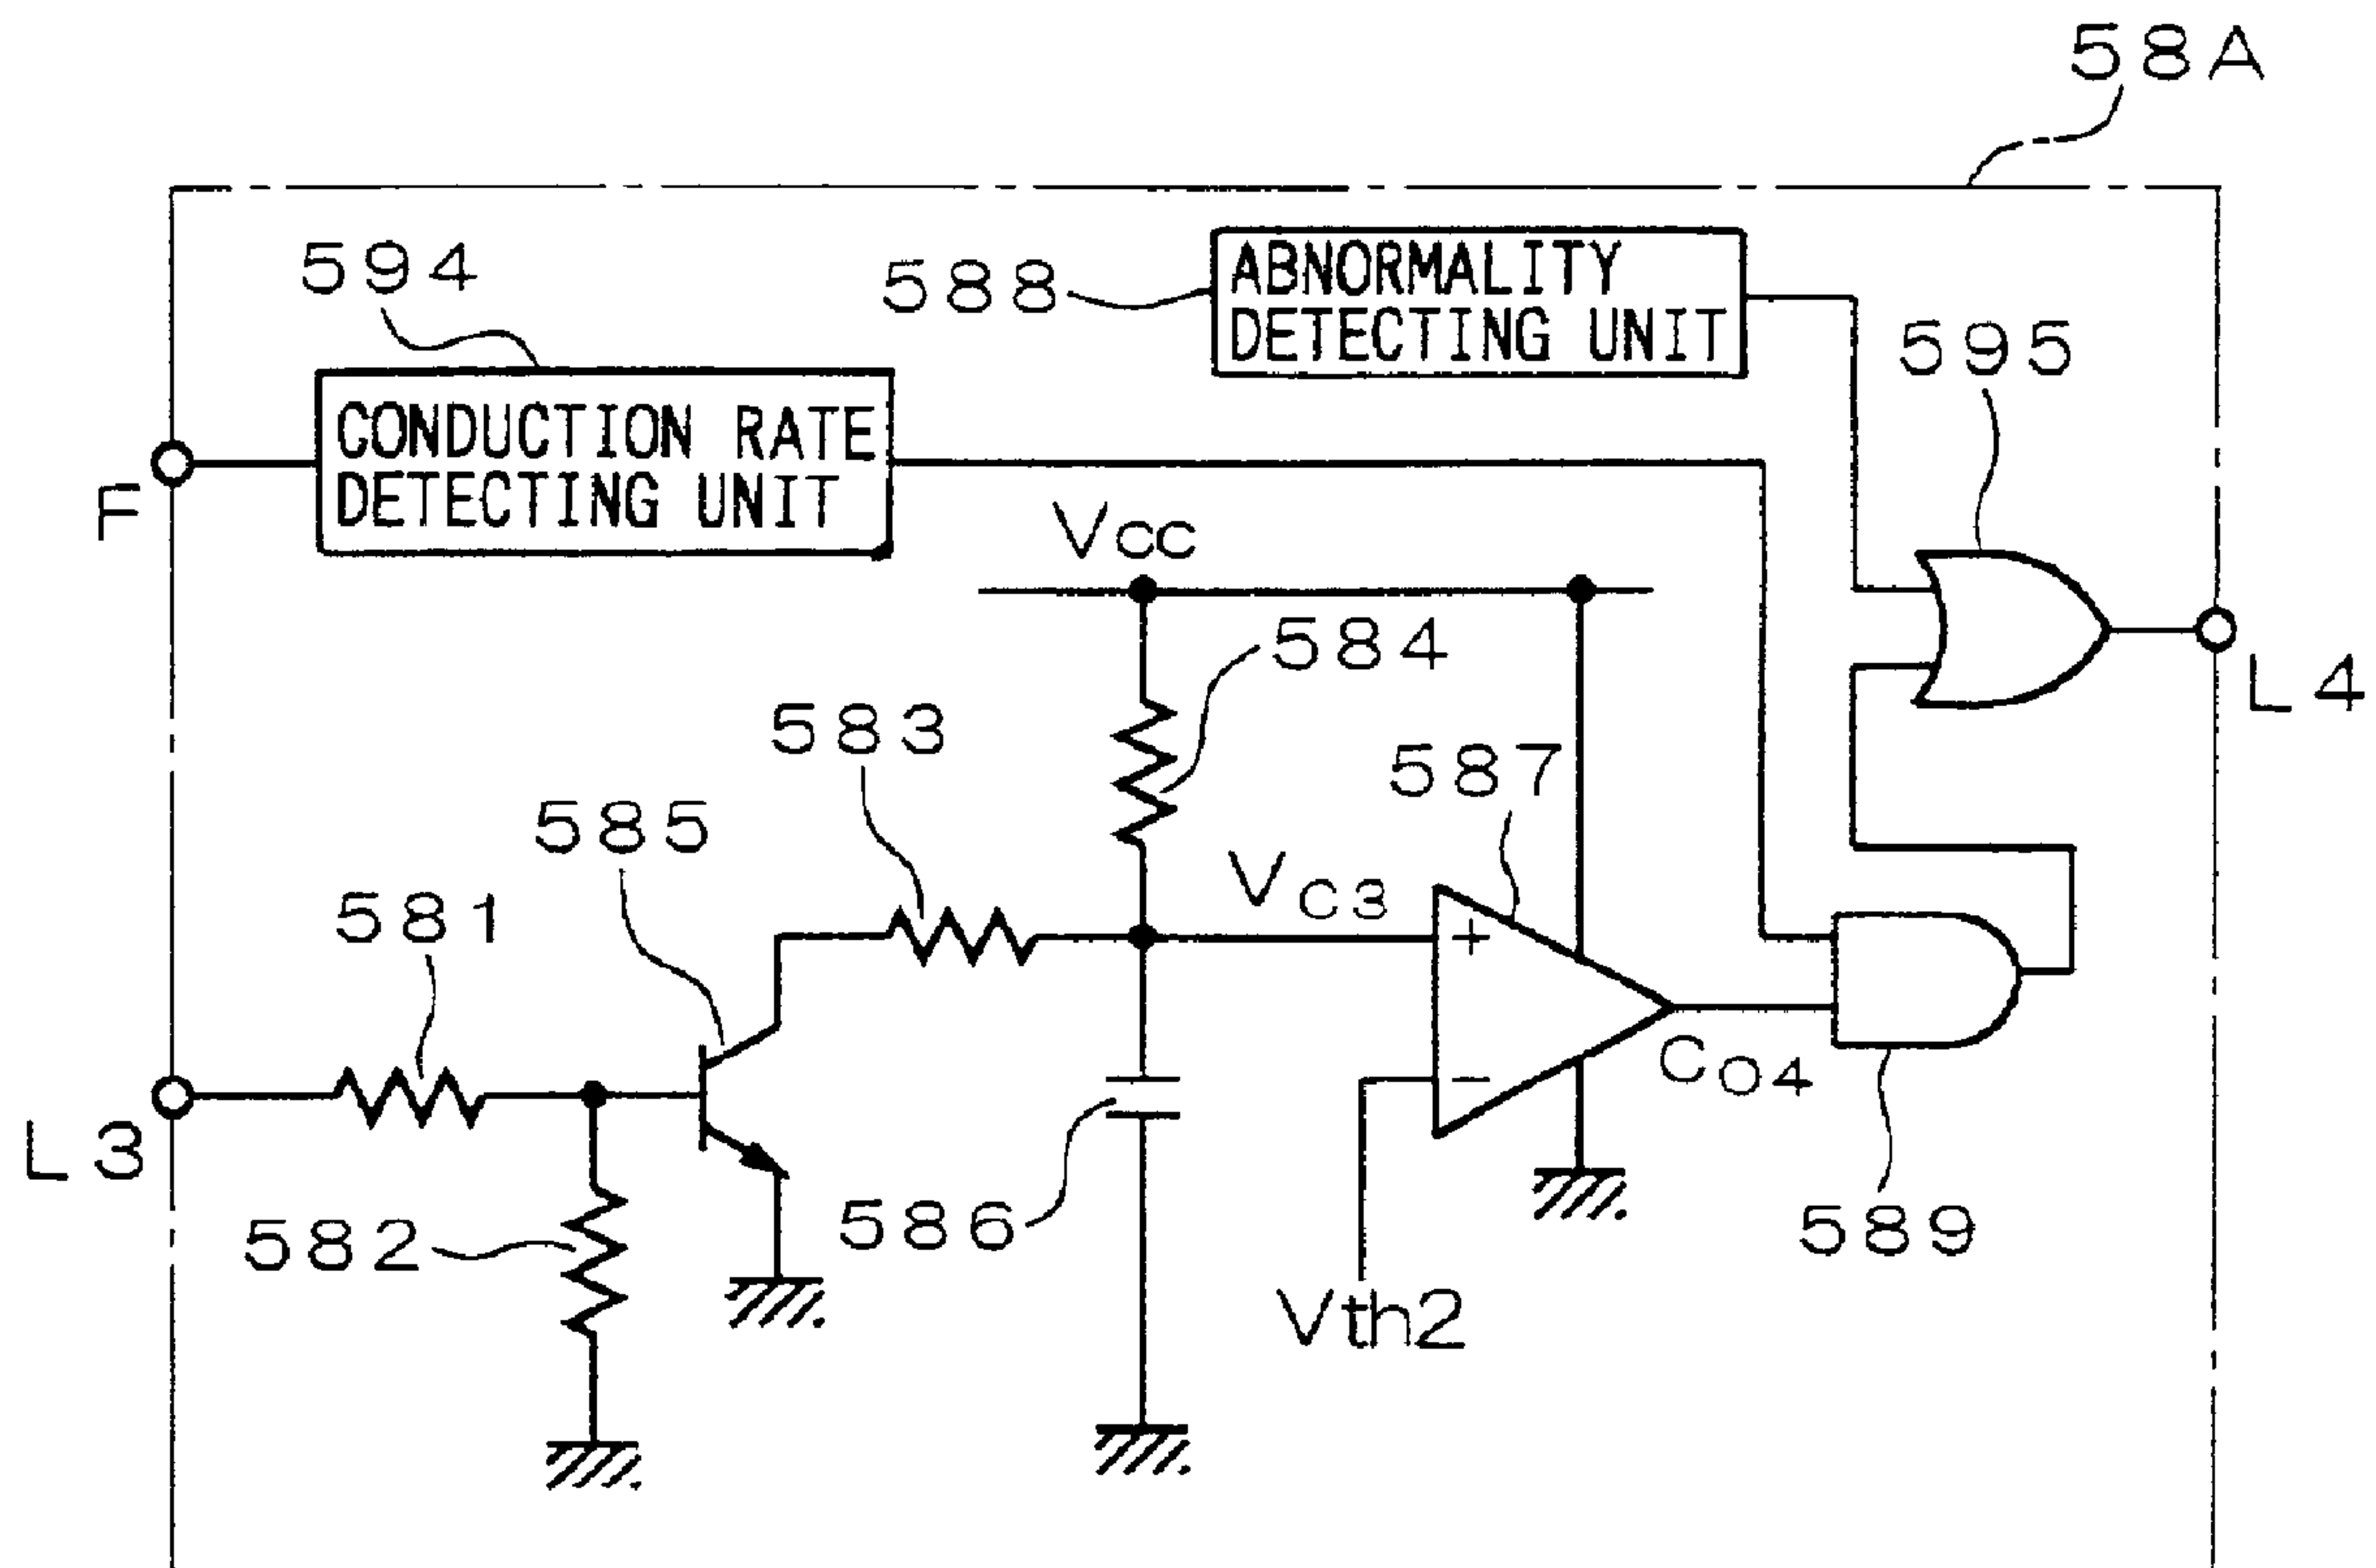 58A
594
588
ABNORMALITY
DETECTING UNIT
595
CONDUCTION RATE
DETECTING UNIT
F
Vcc
584
L4
583
587
585
VC3
581
+
−
CO4
L3
586
582
589
Vth2